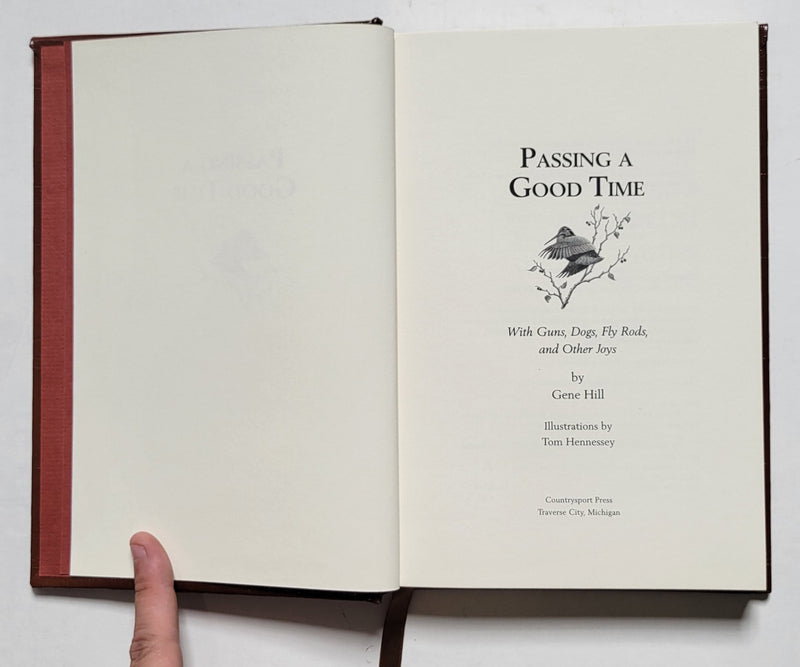 PASSING A
GOOD TIME
With Guns, Dogs, Fly Rods,
and Other Joys
by
Gene Hill
Illustrations by
Tom Hennessey
Countrysport Press
Traverse City, Michigan